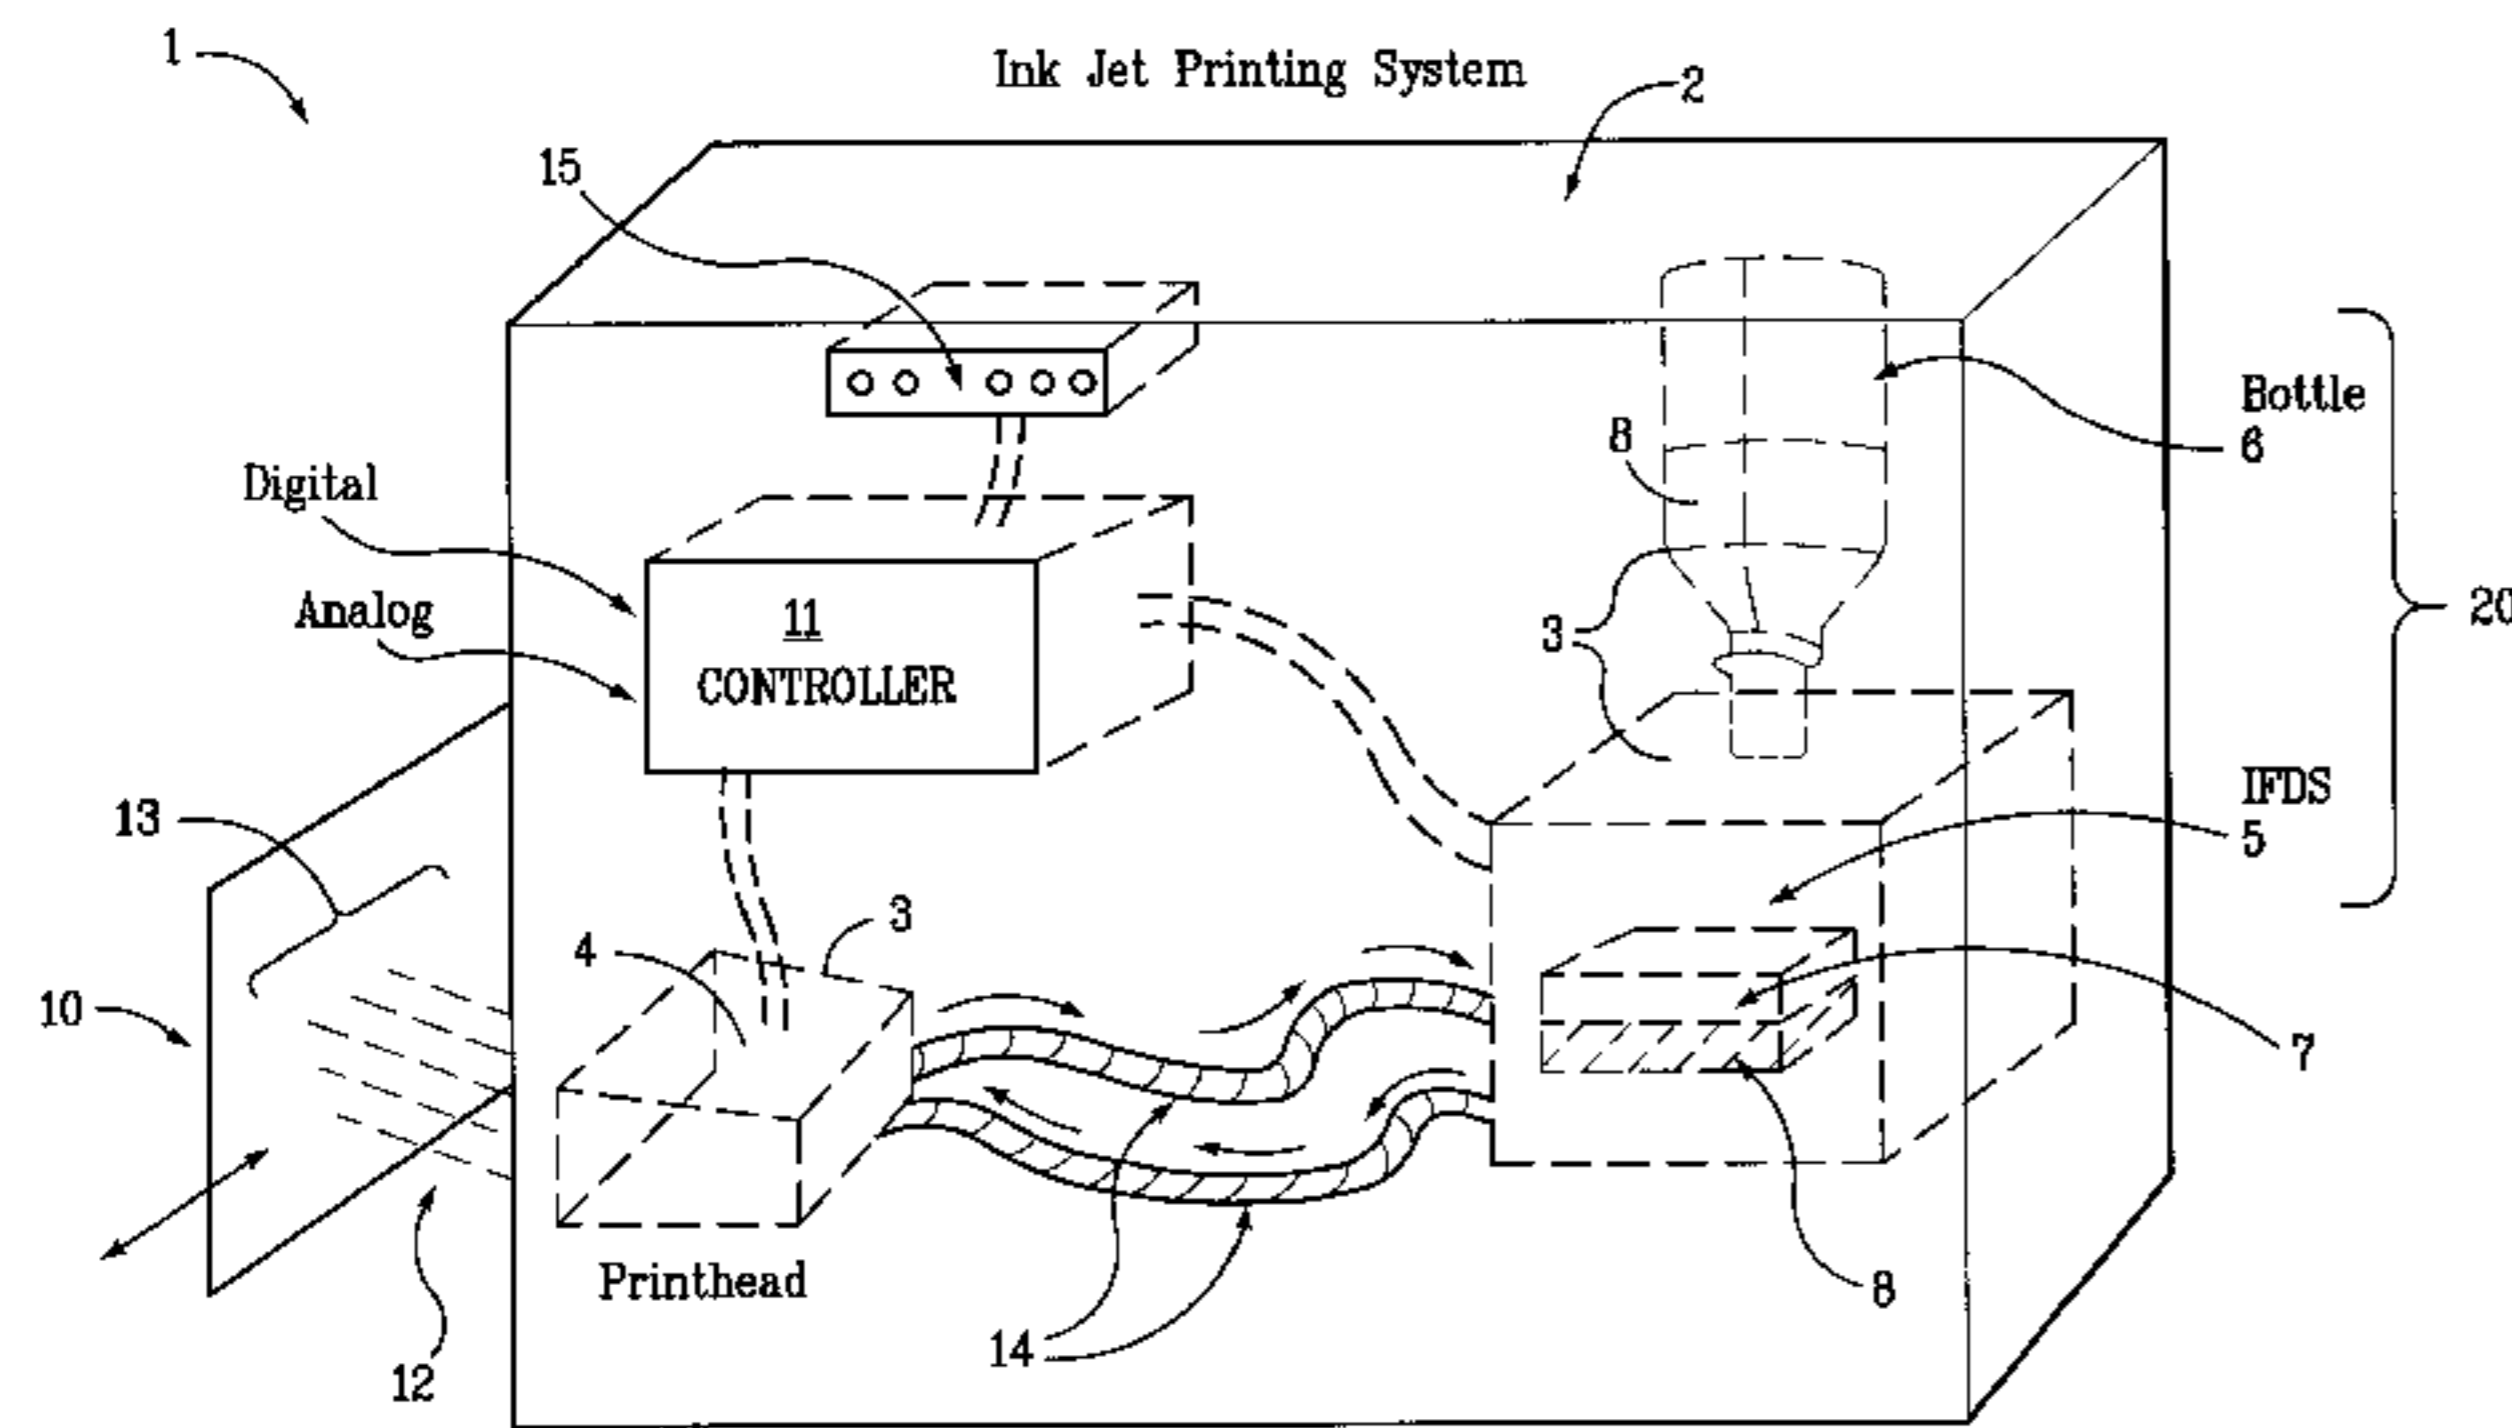 Ink Jet Printing System
1
2
15
Bottle
6
8
Digital
Analog
11
CONTROLLER
3
20
IFDS
5
13
3
4
10
7
Printhead
8
14
12